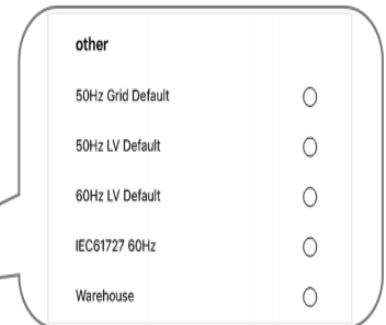 other
50Hz Grid Default
50Hz LV Default
60Hz LV Default
IEC61727 60Hz
Warehouse